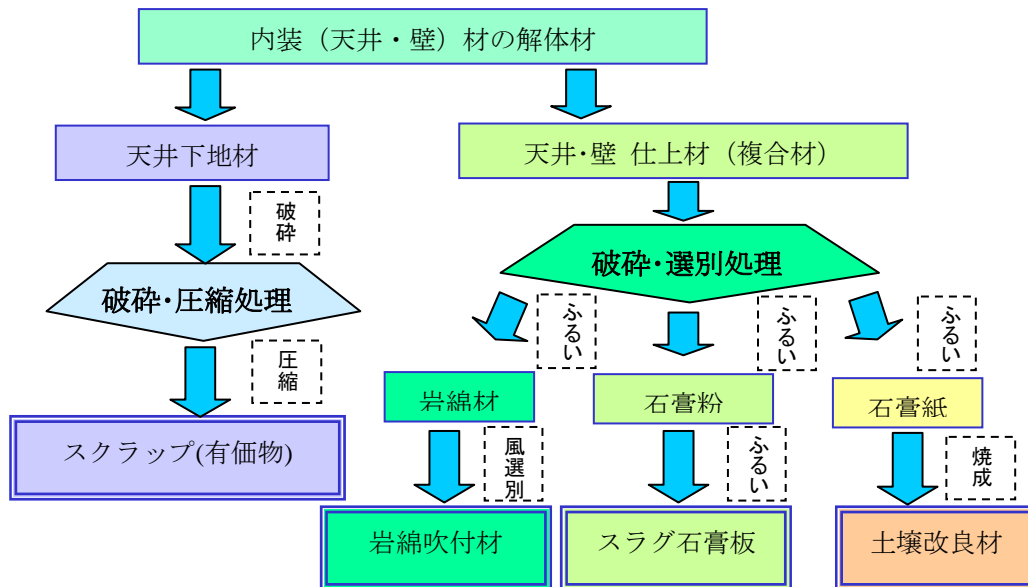 内装（天井・壁）材の解体材
天井下地材
天井･壁 仕上材（複合材）
破砕
破砕･圧縮処理
破砕･選別処理
圧縮
ふるい
ふるい
ふるい
岩綿材
石膏粉
石膏紙
スクラップ(有価物)
風選別
ふるい
焼成
岩綿吹付材
スラグ石膏板
土壌改良材